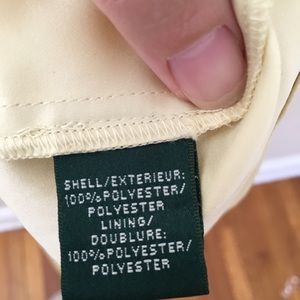 SHELL/EXTERIEUR:
100%POLYESTER/
POLYESTER
LINING/
DOUBLURE:
100%POLYESTER/
POLYESTER